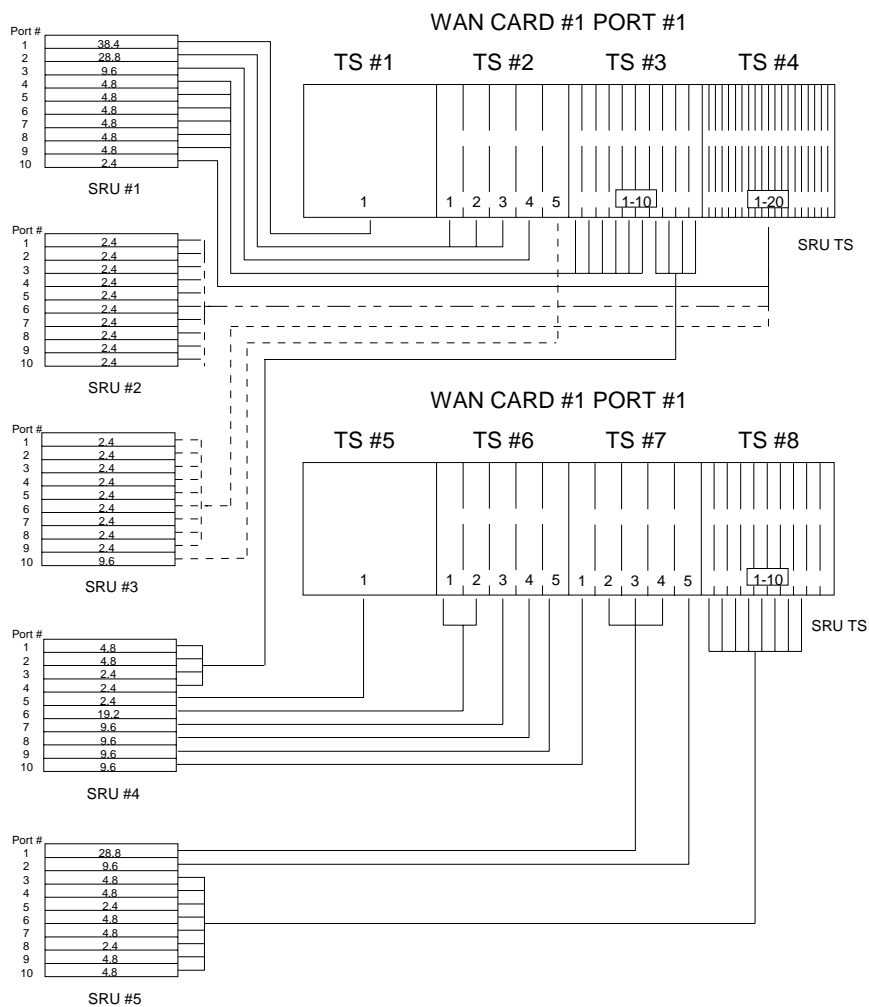 WAN CARD #1 PORT #1
TS #1 TS #2 TS #3 TS #4
1 1 2 3 4 5 1-10 1-20
SRU TS
Port #
1 38.4
2 28.8
3 9.6
4 4.8
5 4.8
6 4.8
7 4.8
8 4.8
9 4.8
10 2.4
SRU #1
1 2.4
2 2.4
3 2.4
4 2.4
5 2.4
6 2.4
7 2.4
8 2.4
9 2.4
10 2.4
SRU #2
WAN CARD #1 PORT #1
TS #5 TS #6 TS #7 TS #8
1 1 2 3 4 5 1 2 3 4 5 1-10
SRU TS
Port #
1 2.4
2 2.4
3 2.4
4 2.4
5 2.4
6 2.4
7 2.4
8 2.4
9 2.4
10 9.6
SRU #3
Port #
1 4.8
2 4.8
3 2.4
4 2.4
5 2.4
6 19.2
7 9.6
8 9.6
9 9.6
10 9.6
SRU #4
Port #
1 28.8
2 9.6
3 4.8
4 4.8
5 2.4
6 4.8
7 4.8
8 2.4
9 4.8
10 4.8
SRU #5